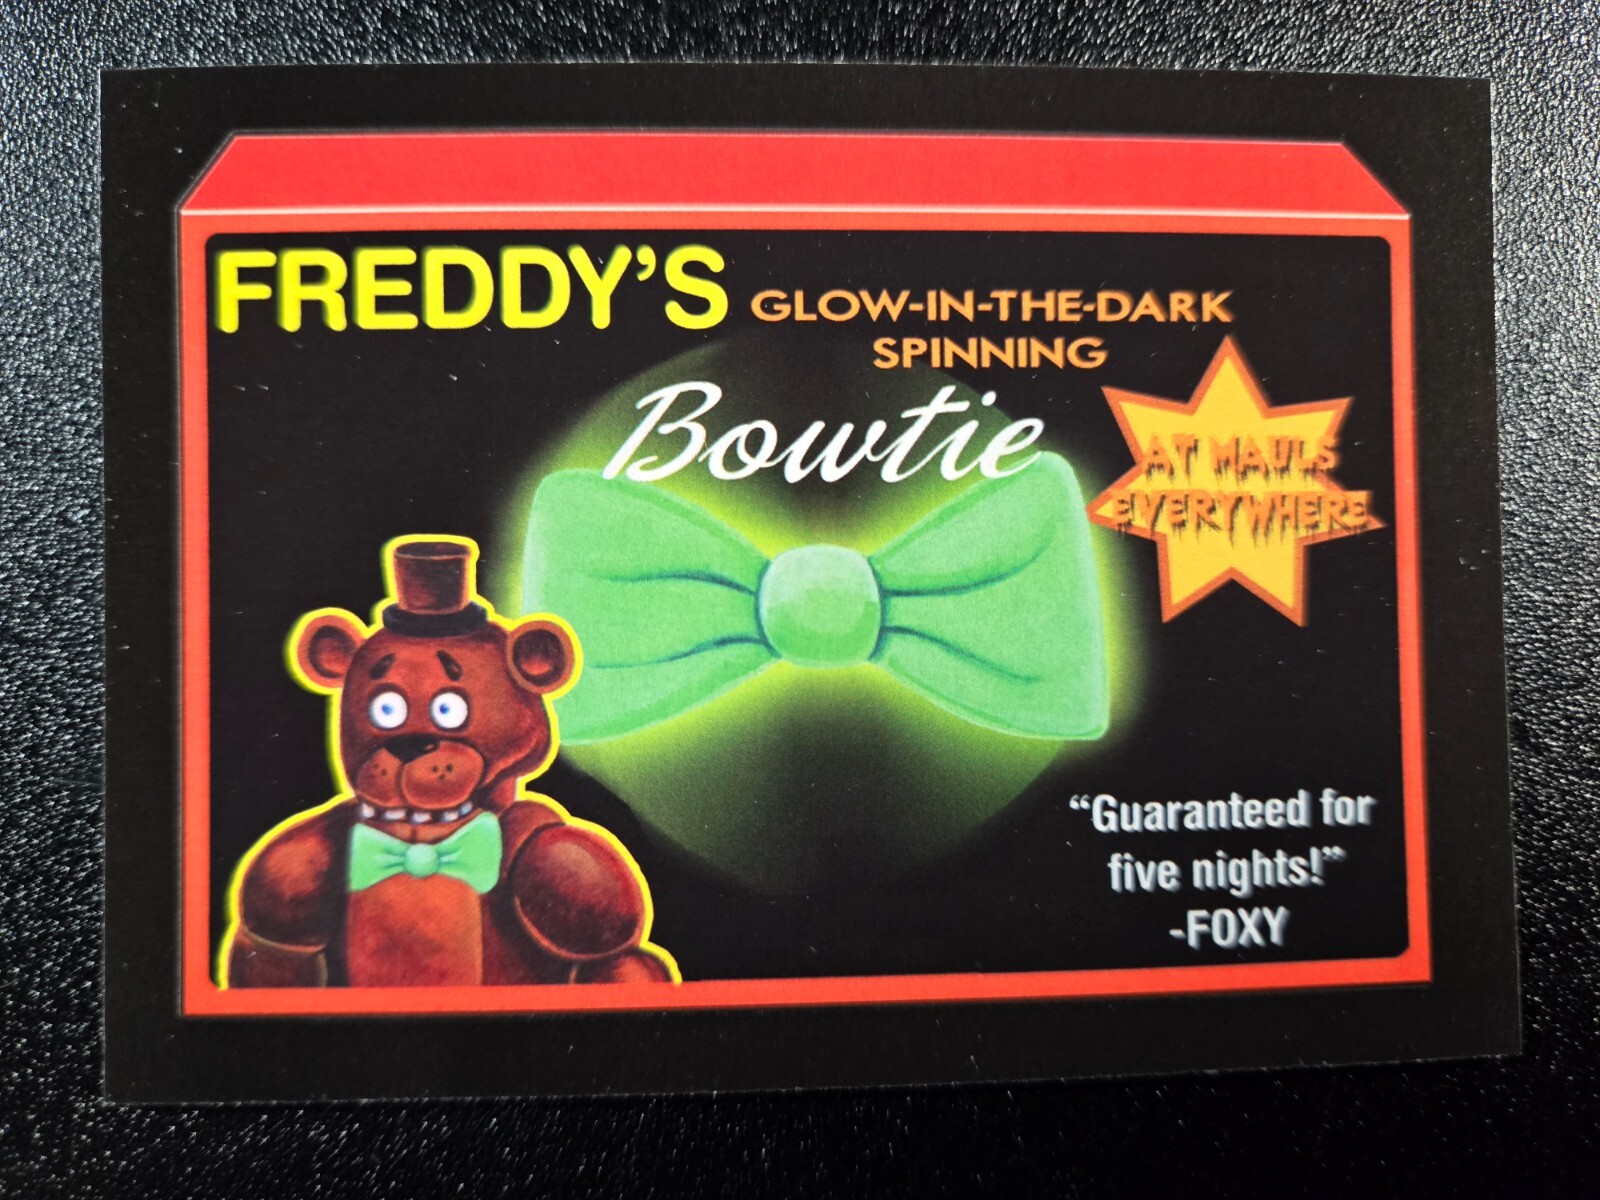 FREDDY'S
GLOW-IN-THE-DARK
SPINNING
Bowtie
AT MAULS
EVERYWHERE
“Guaranteed for
five nights!”
-FOXY